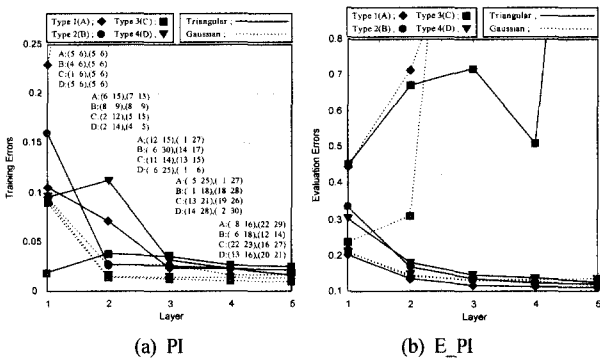 Type 1(A) ; Type 3(C) ; Triangular ;
Type 2(B) ; Type 4(D) ; Gaussian ;
Training Errors
0.25
0.2
0.15
0.1
0.05
0
A:(5 6),(5 6)
B:(4 6),(5 6)
C:(1 6),(5 6)
D:(5 6),(5 6)
A:(6 15),(7 15)
B:(8 9),(8 9)
C:(2 12),(5 15)
D:(2 14),(4 5)
A:(12 15),( 1 27)
B:( 6 30),(14 17)
C:(11 14),(13 15)
D:( 6 25),( 1 6)
A:( 5 25),( 1 27)
B:( 1 18),(18 28)
C:(13 21),(19 26)
D:(14 28),( 2 30)
A:( 8 16),(22 29)
B:( 6 18),(12 14)
C:(22 23),(16 27)
D:(13 16),(20 21)
1 2 3 4 5
Layer
(a) PI
Type 1(A) ; Type 3(C) ; Triangular ;
Type 2(B) ; Type 4(D) ; Gaussian ;
Evaluation Errors
0.8
0.7
0.6
0.5
0.4
0.3
0.2
0.1
1 2 3 4 5
Layer
(b) E_PI